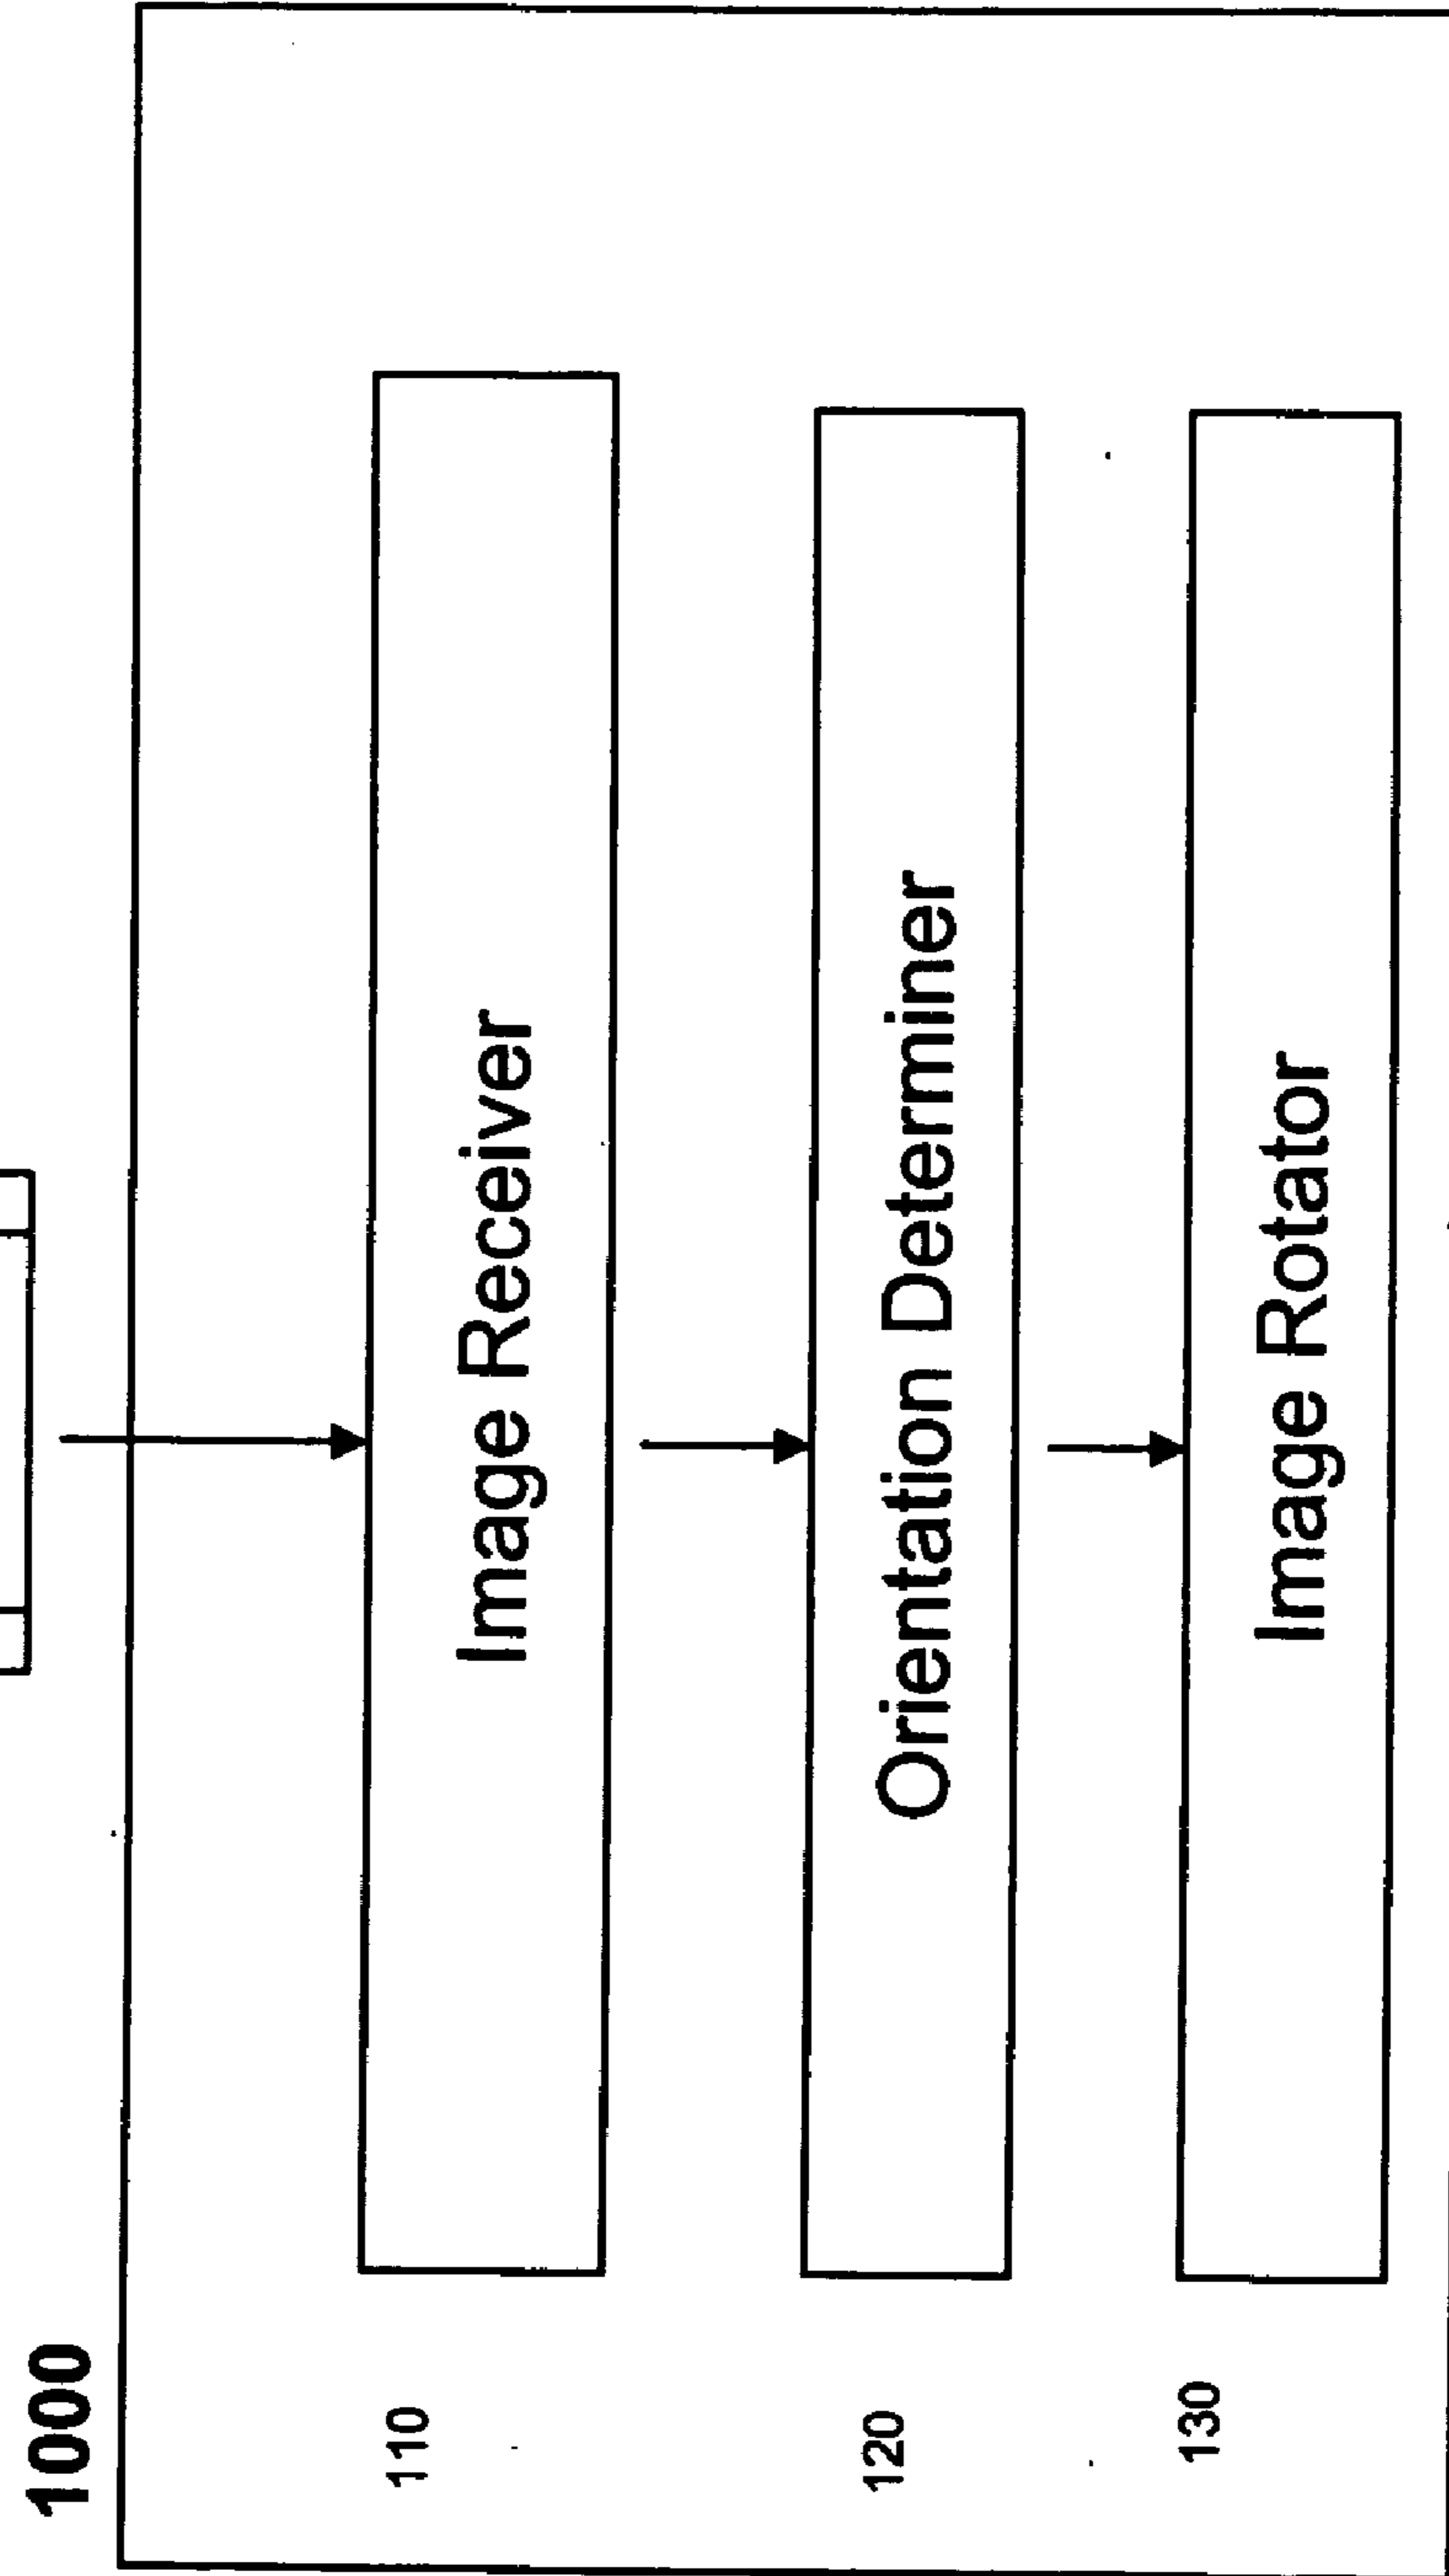 1000
110
Image Receiver
120
Orientation Determiner
130
Image Rotator